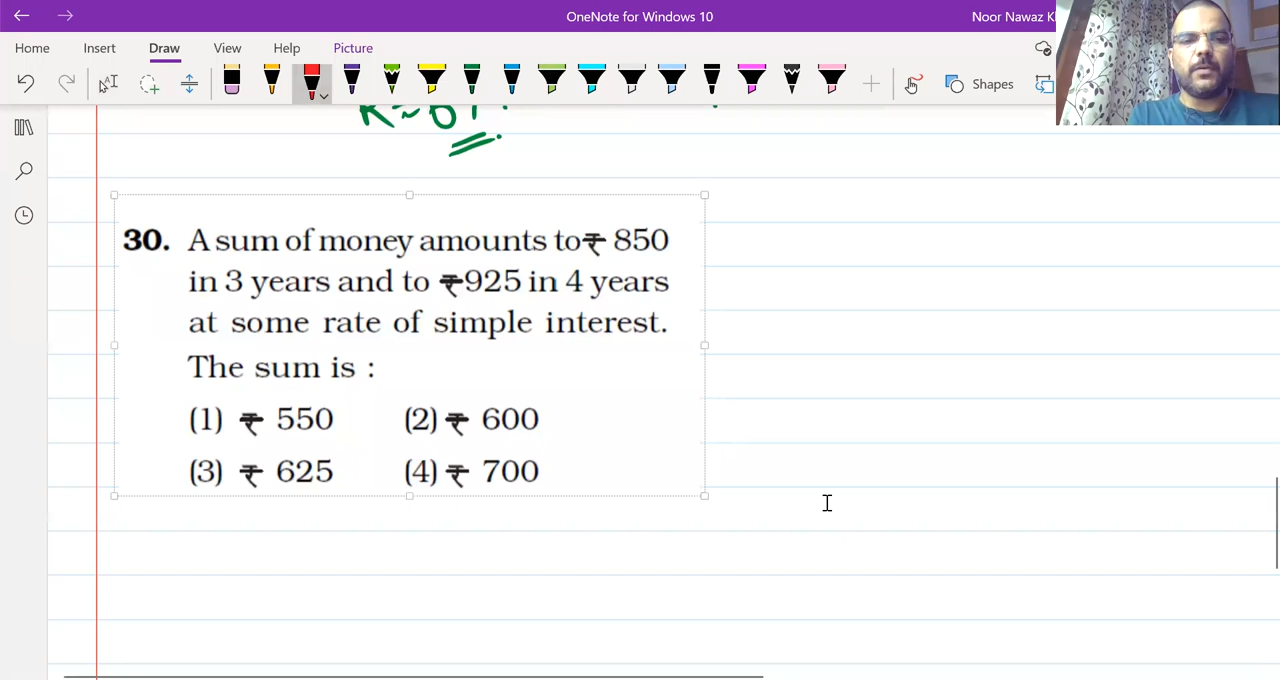 OneNote for Windows 10
Noor Nawaz K
Home Insert Draw View Help Picture
Shapes
30. A sum of money amounts to ₹ 850
in 3 years and to ₹925 in 4 years
at some rate of simple interest.
The sum is :
(1) ₹ 550 (2) ₹ 600
(3) ₹ 625 (4) ₹ 700